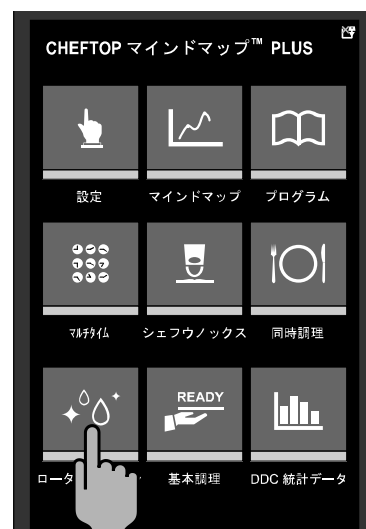 CHEFTOP マインドマップ™ PLUS
設定 マインドマップ プログラム
マルチタイム シェフウノックス 同時調理
READY
ロータ 基本調理 DDC 統計データ